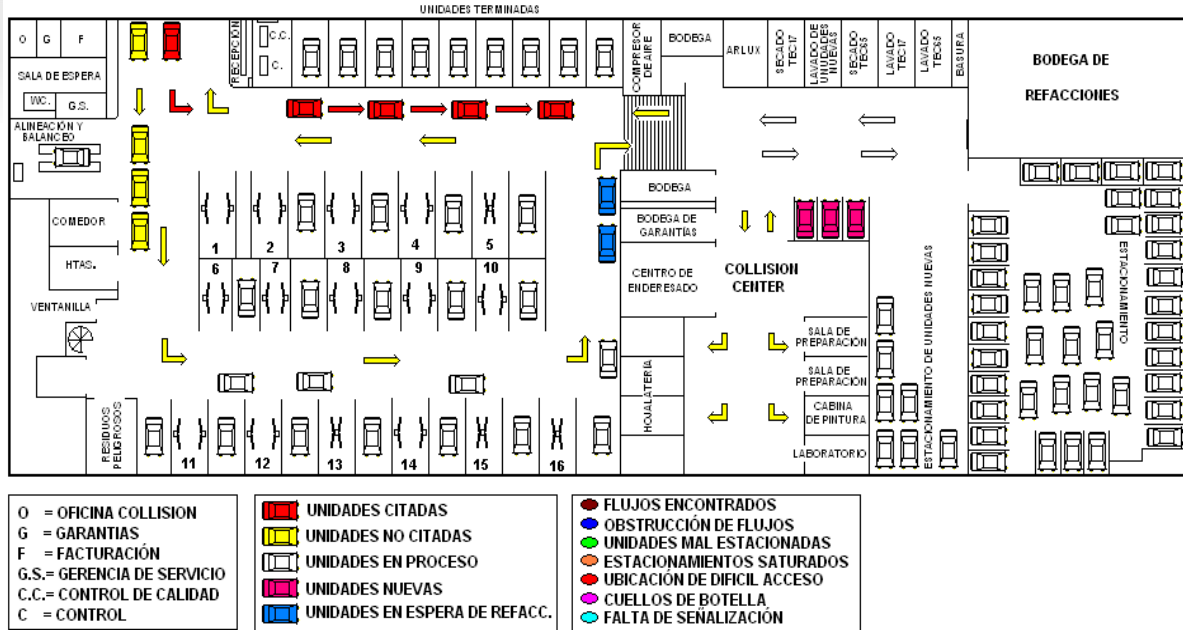 UNIDADES TERMINADAS
O
G
F
SALA DE ESPERA
WC.
G.S.
ALINEACIÓN Y
BALANCEO
COMEDOR
HTAS.
VENTANILLA
RESIDUOS
PELIGROSOS
RECEPCIÓN
C.C.
C.
COMPRESOR
DE AIRE
BODEGA
ARLUX
SECADO
TEC17
LAVADO DE
UNUDADES
NUEVAS
SECADO
TEC65
LAVADO
TEC17
LAVADO
TEC65
BASURA
BODEGA DE
REFACCIONES
1
2
3
4
5
6
7
8
9
10
11
12
13
14
15
16
BODEGA
BODEGA DE
GARANTÍAS
CENTRO DE
ENDERESADO
HOJALATERIA
COLLISION
CENTER
SALA DE
PREPARACIÓN
SALA DE
PREPARACIÓN
CABINA
DE PINTURA
LABORATORIO
ESTACIONAMIENTO DE UNIDADES NUEVAS
ESTACIONAMIENTO
O = OFICINA COLLISION
G = GARANTIAS
F = FACTURACIÓN
G.S.= GERENCIA DE SERVICIO
C.C.= CONTROL DE CALIDAD
C = CONTROL
UNIDADES CITADAS
UNIDADES NO CITADAS
UNIDADES EN PROCESO
UNIDADES NUEVAS
UNIDADES EN ESPERA DE REFACC.
FLUJOS ENCONTRADOS
OBSTRUCCIÓN DE FLUJOS
UNIDADES MAL ESTACIONADAS
ESTACIONAMIENTOS SATURADOS
UBICACIÓN DE DIFICIL ACCESO
CUELLOS DE BOTELLA
FALTA DE SEÑALIZACIÓN